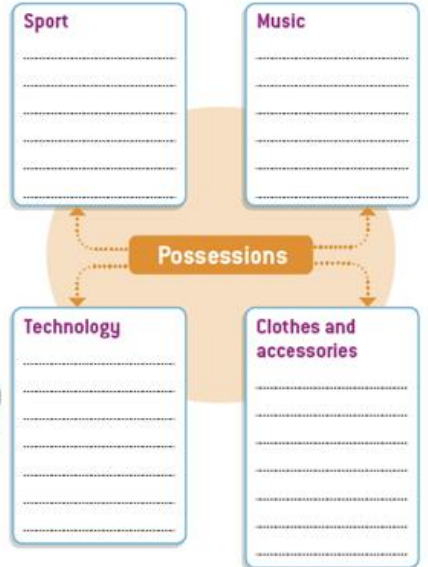 Sport
Music
Possessions
Technology
Clothes and
accessories